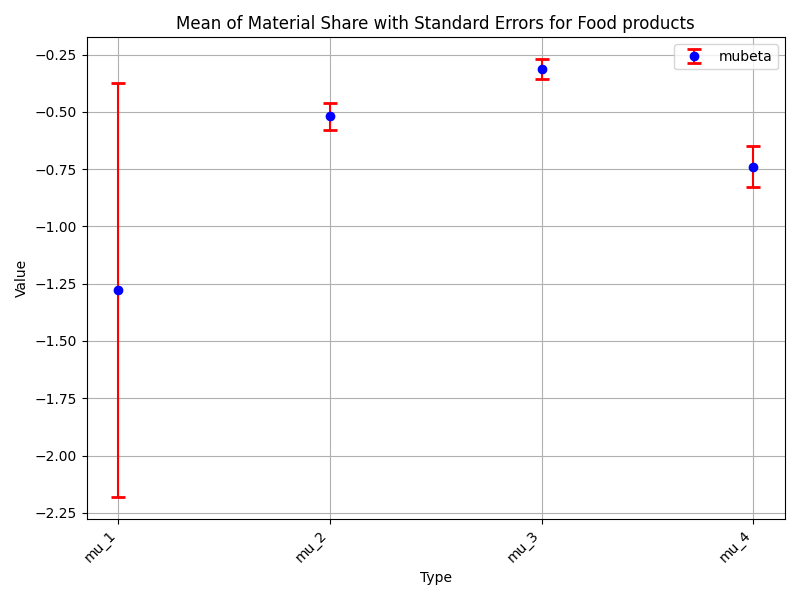 Mean of Material Share with Standard Errors for Food products
mubeta
−0.25
−0.50
−0.75
−1.00
−1.25
−1.50
−1.75
−2.00
−2.25
Value
mu_1
mu_2
mu_3
mu_4
Type